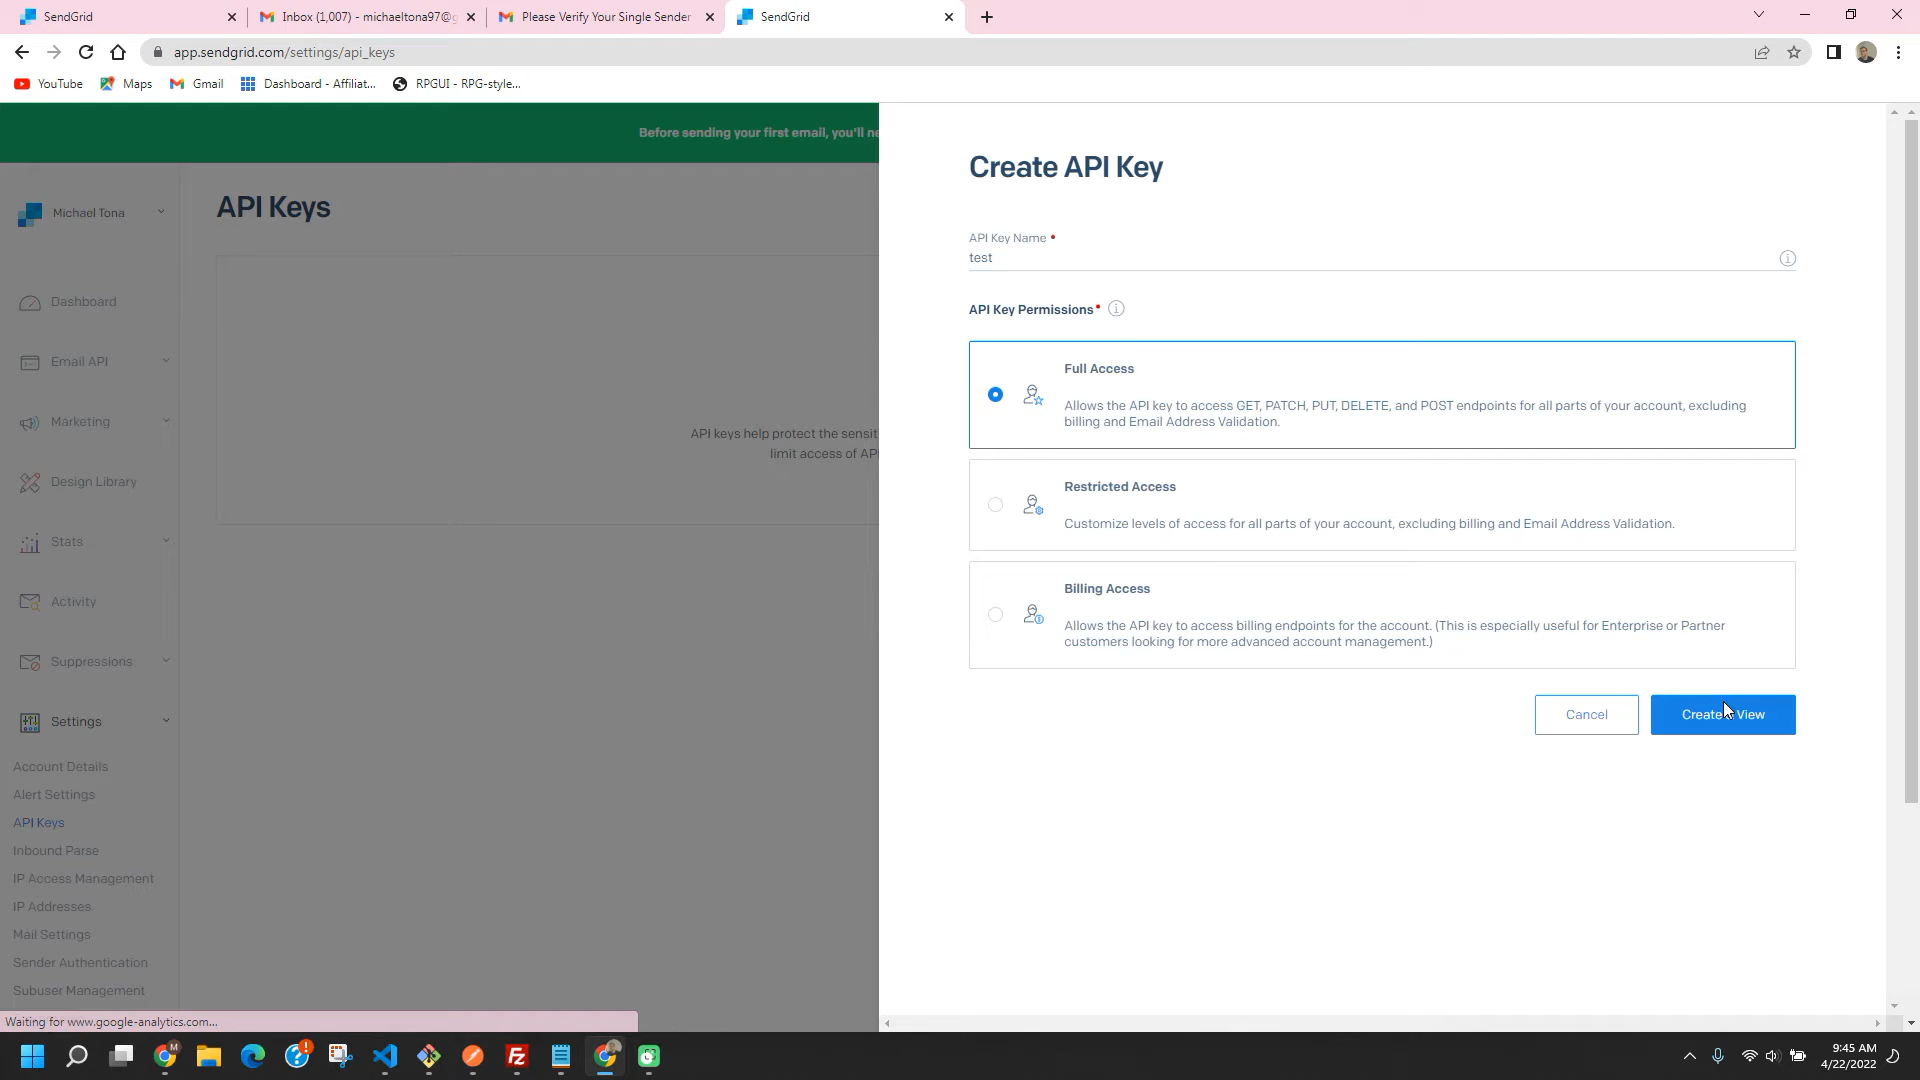 SendGrid
Inbox (1,007) - michaeltona97@g
Please Verify Your Single Sender
SendGrid
app.sendgrid.com/settings/api_keys
YouTube
Maps
Gmail
Dashboard - Affiliat...
RPGUI - RPG-style...
Before sending your first email, you'll ne
Michael Tona
Dashboard
Email API
Marketing
Design Library
Stats
Activity
Suppressions
Settings
Account Details
Alert Settings
API Keys
Inbound Parse
IP Access Management
IP Addresses
Mail Settings
Sender Authentication
Subuser Management
API Keys
API keys help protect the sensiti
limit access of API
Create API Key
API Key Name •
test
API Key Permissions •
Full Access
Allows the API key to access GET, PATCH, PUT, DELETE, and POST endpoints for all parts of your account, excluding
billing and Email Address Validation.
Restricted Access
Customize levels of access for all parts of your account, excluding billing and Email Address Validation.
Billing Access
Allows the API key to access billing endpoints for the account. (This is especially useful for Enterprise or Partner
customers looking for more advanced account management.)
Cancel
Create View
Waiting for www.google-analytics.com...
M
9:45 AM
4/22/2022